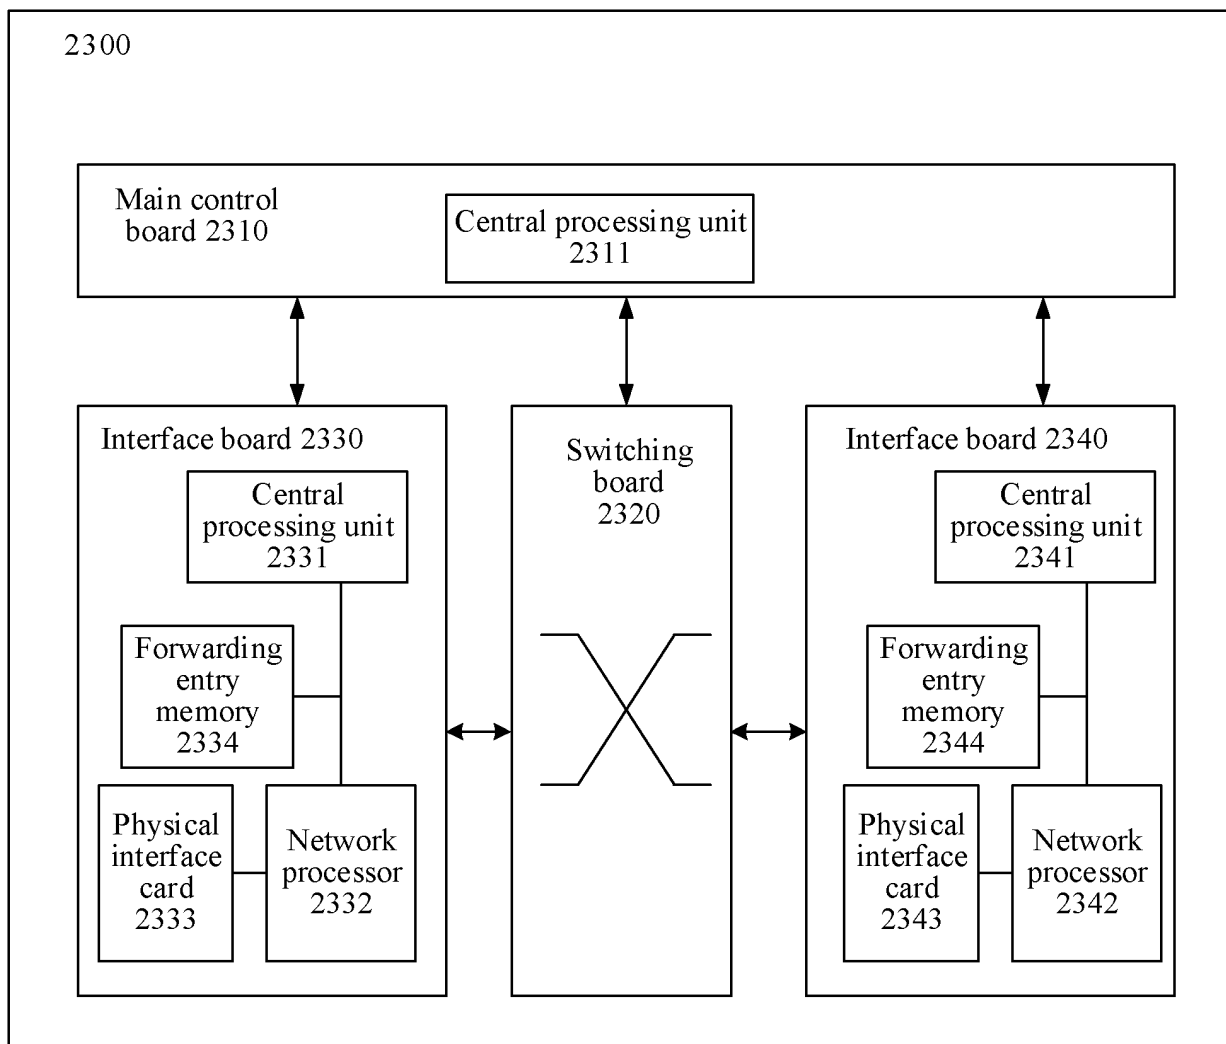 2300
Main control
board 2310
Central processing unit
2311
Interface board 2330
Central
processing unit
2331
Forwarding
entry
memory
2334
Physical
interface
card
2333
Network
processor
2332
Switching
board
2320
Interface board 2340
Central
processing unit
2341
Forwarding
entry
memory
2344
Physical
interface
card
2343
Network
processor
2342